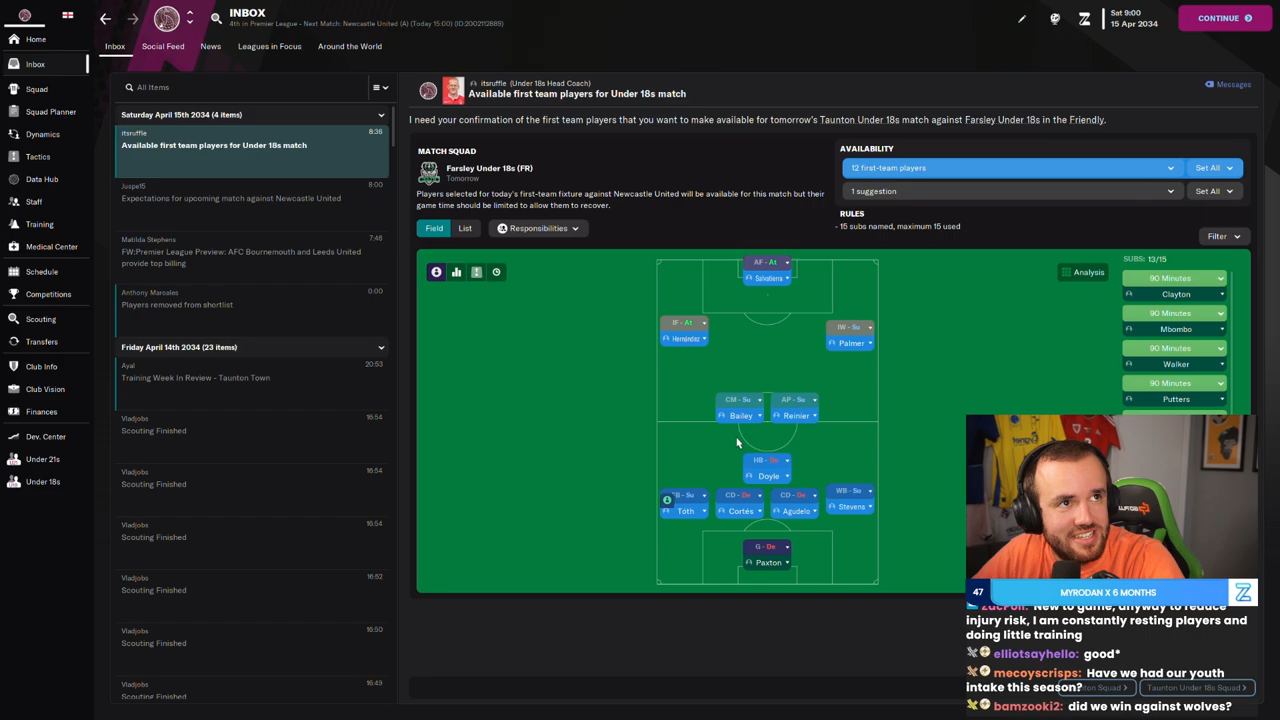 INBOX
4th in Premier League - Next Match: Newcastle United (A) (Today 15:00) (ID:2002112889)
Sat 9:00
15 Apr 2034
CONTINUE
Inbox
Social Feed
News
Leagues in Focus
Around the World
Home
Inbox
Squad
Squad Planner
Dynamics
Tactics
Data Hub
Staff
Training
Medical Center
Schedule
Competitions
Scouting
Transfers
Club Info
Club Vision
Finances
Dev. Center
Under 21s
Under 18s
All Items
Saturday April 15th 2034 (4 items)
itsruffle
8:36
Available first team players for Under 18s match
Juspe15
8:00
Expectations for upcoming match against Newcastle United
Matilda Stephens
7:46
FW:Premier League Preview: AFC Bournemouth and Leeds United
provide top billing
Anthony Maroales
0:00
Players removed from shortlist
Friday April 14th 2034 (23 items)
Ayal
20:53
Training Week In Review - Taunton Town
Vladjobs
16:54
Scouting Finished
Vladjobs
16:54
Scouting Finished
Vladjobs
16:54
Scouting Finished
Vladjobs
16:52
Scouting Finished
Vladjobs
16:50
Scouting Finished
Vladjobs
16:49
Scouting Finished
itsruffle (Under 18s Head Coach)
Available first team players for Under 18s match
Messages
I need your confirmation of the first team players that you want to make available for tomorrow's Taunton Under 18s match against Farsley Under 18s in the Friendly.
MATCH SQUAD
Farsley Under 18s (FR)
Tomorrow
Players selected for today's first-team fixture against Newcastle United will be available for this match but their
game time should be limited to allow them to recover.
Field
List
Responsibilities
AVAILABILITY
12 first-team players
Set All
1 suggestion
Set All
RULES
- 15 subs named, maximum 15 used
Filter
Analysis
SUBS: 13/15
90 Minutes
Clayton
90 Minutes
Mbombo
90 Minutes
Walker
90 Minutes
Putters
AF - At
Salvatierra
IF - At
Hernández
IW - Su
Palmer
CM - Su
Bailey
AP - Su
Reinier
HB - De
Doyle
Su
Tóth
CD - De
Cortés
CD - De
Agudelo
WB - Su
Stevens
G - De
Paxton
47
MYRODAN X 6 MONTHS
New to game, anyway to reduce
injury risk, I am constantly resting players and
doing little training
elliotsayhello: good*
mecoyscrisps: Have we had our youth
intake this season?
bamzooki2: did we win against wolves?
Squad
Taunton Under 18s Squad